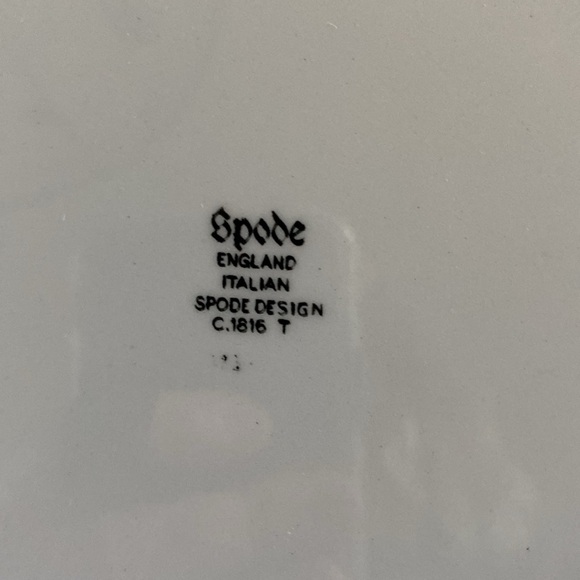 Spode
ENGLAND
ITALIAN
SPODE DESIGN
C.1816 T